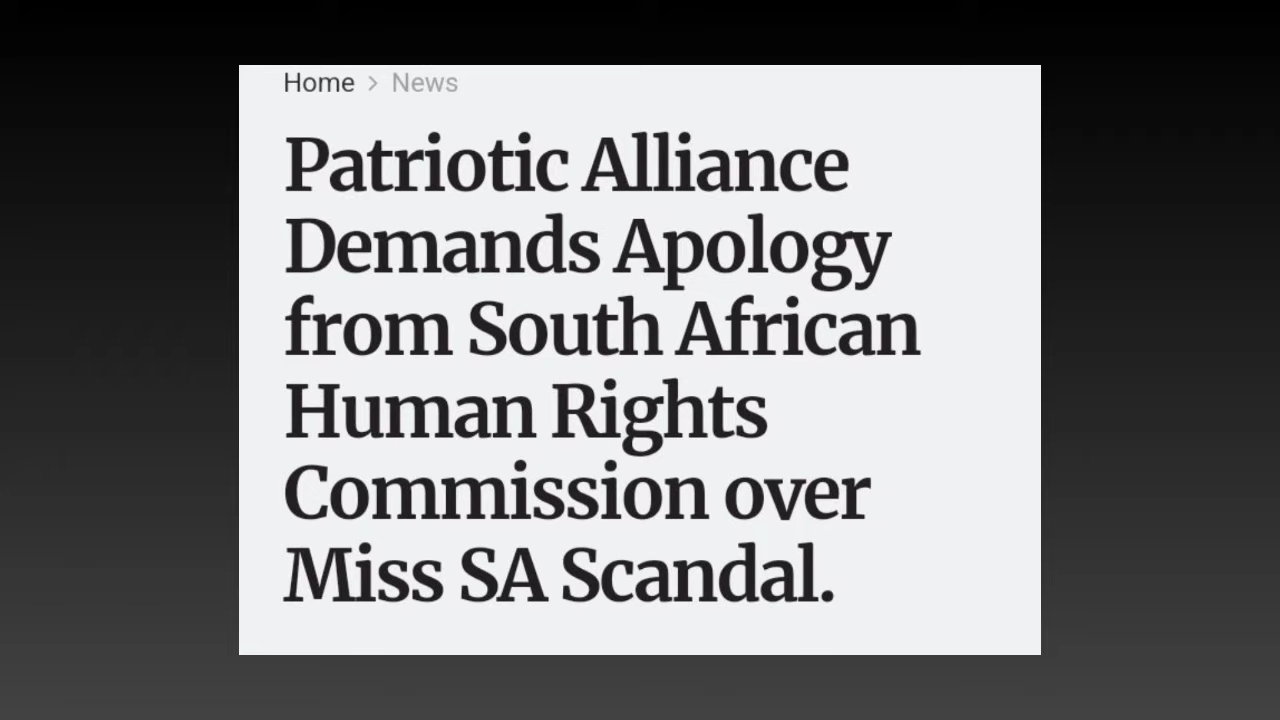 Home > News
Patriotic Alliance
Demands Apology
from South African
Human Rights
Commission over
Miss SA Scandal.